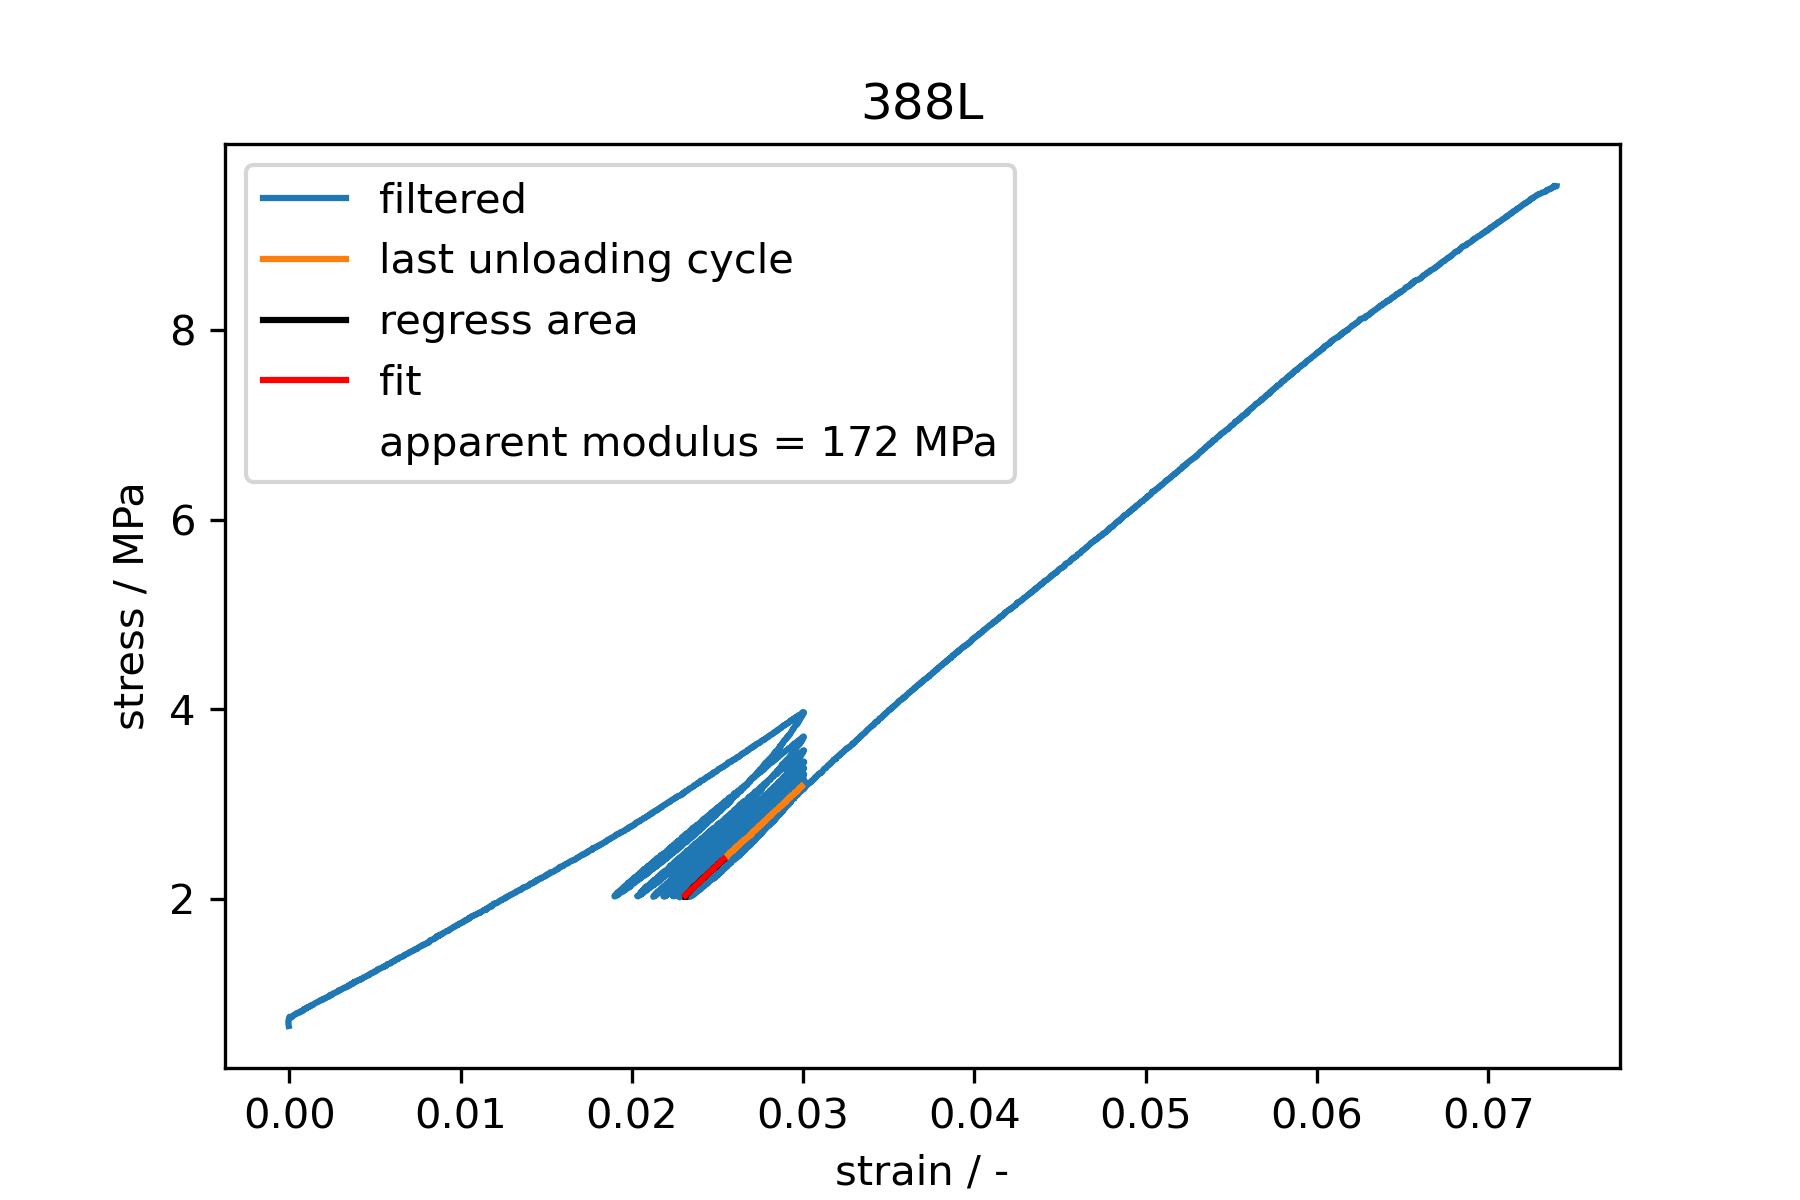 388L
filtered
last unloading cycle
regress area
fit
apparent modulus = 172 MPa
stress / MPa
8
6
4
2
0.00 0.01 0.02 0.03 0.04 0.05 0.06 0.07
strain / -